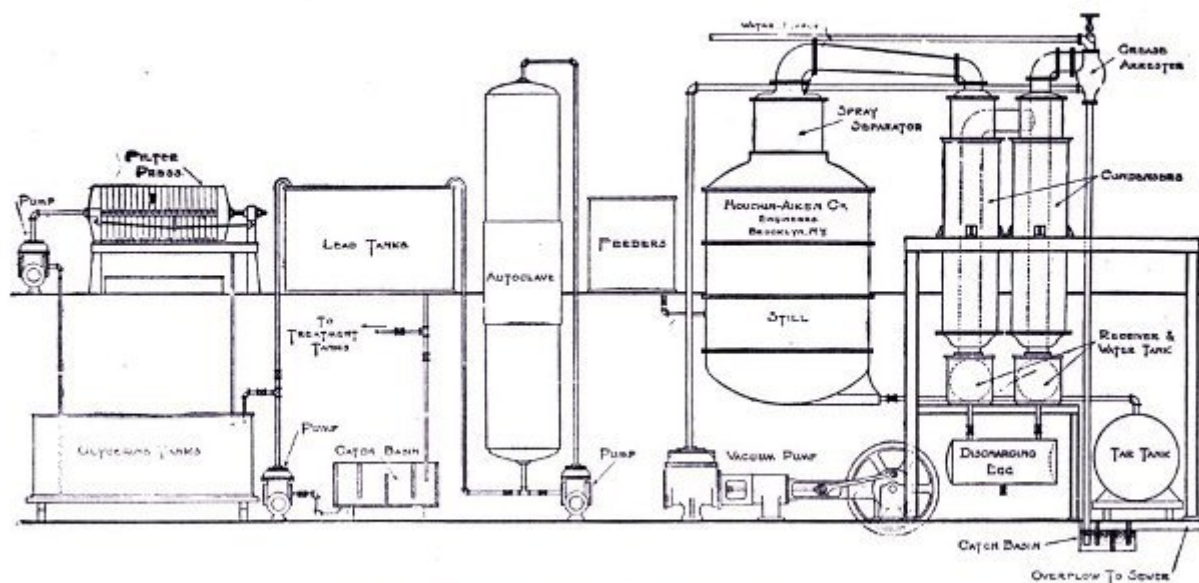 WATER SUPPLY
GREASE
ARRESTER
SPRAY
SEPARATOR
FILTER
PRESS
PUMP
CONDENSERS
HOUCHIN-AIKEN CO.
ENGINEERS
BROOKLYN, N.Y.
LEAD TANKS
FEEDERS
AUTOCLAVE
STILL
TO
TREATMENT
TANKS
RECEIVER &
WATER TANK
PUMP
GLYCERINE TANKS
CATCH BASIN
PUMP
VACUUM PUMP
DISCHARGING
EGG
TAR TANK
CATCH BASIN
OVERFLOW TO SEWER